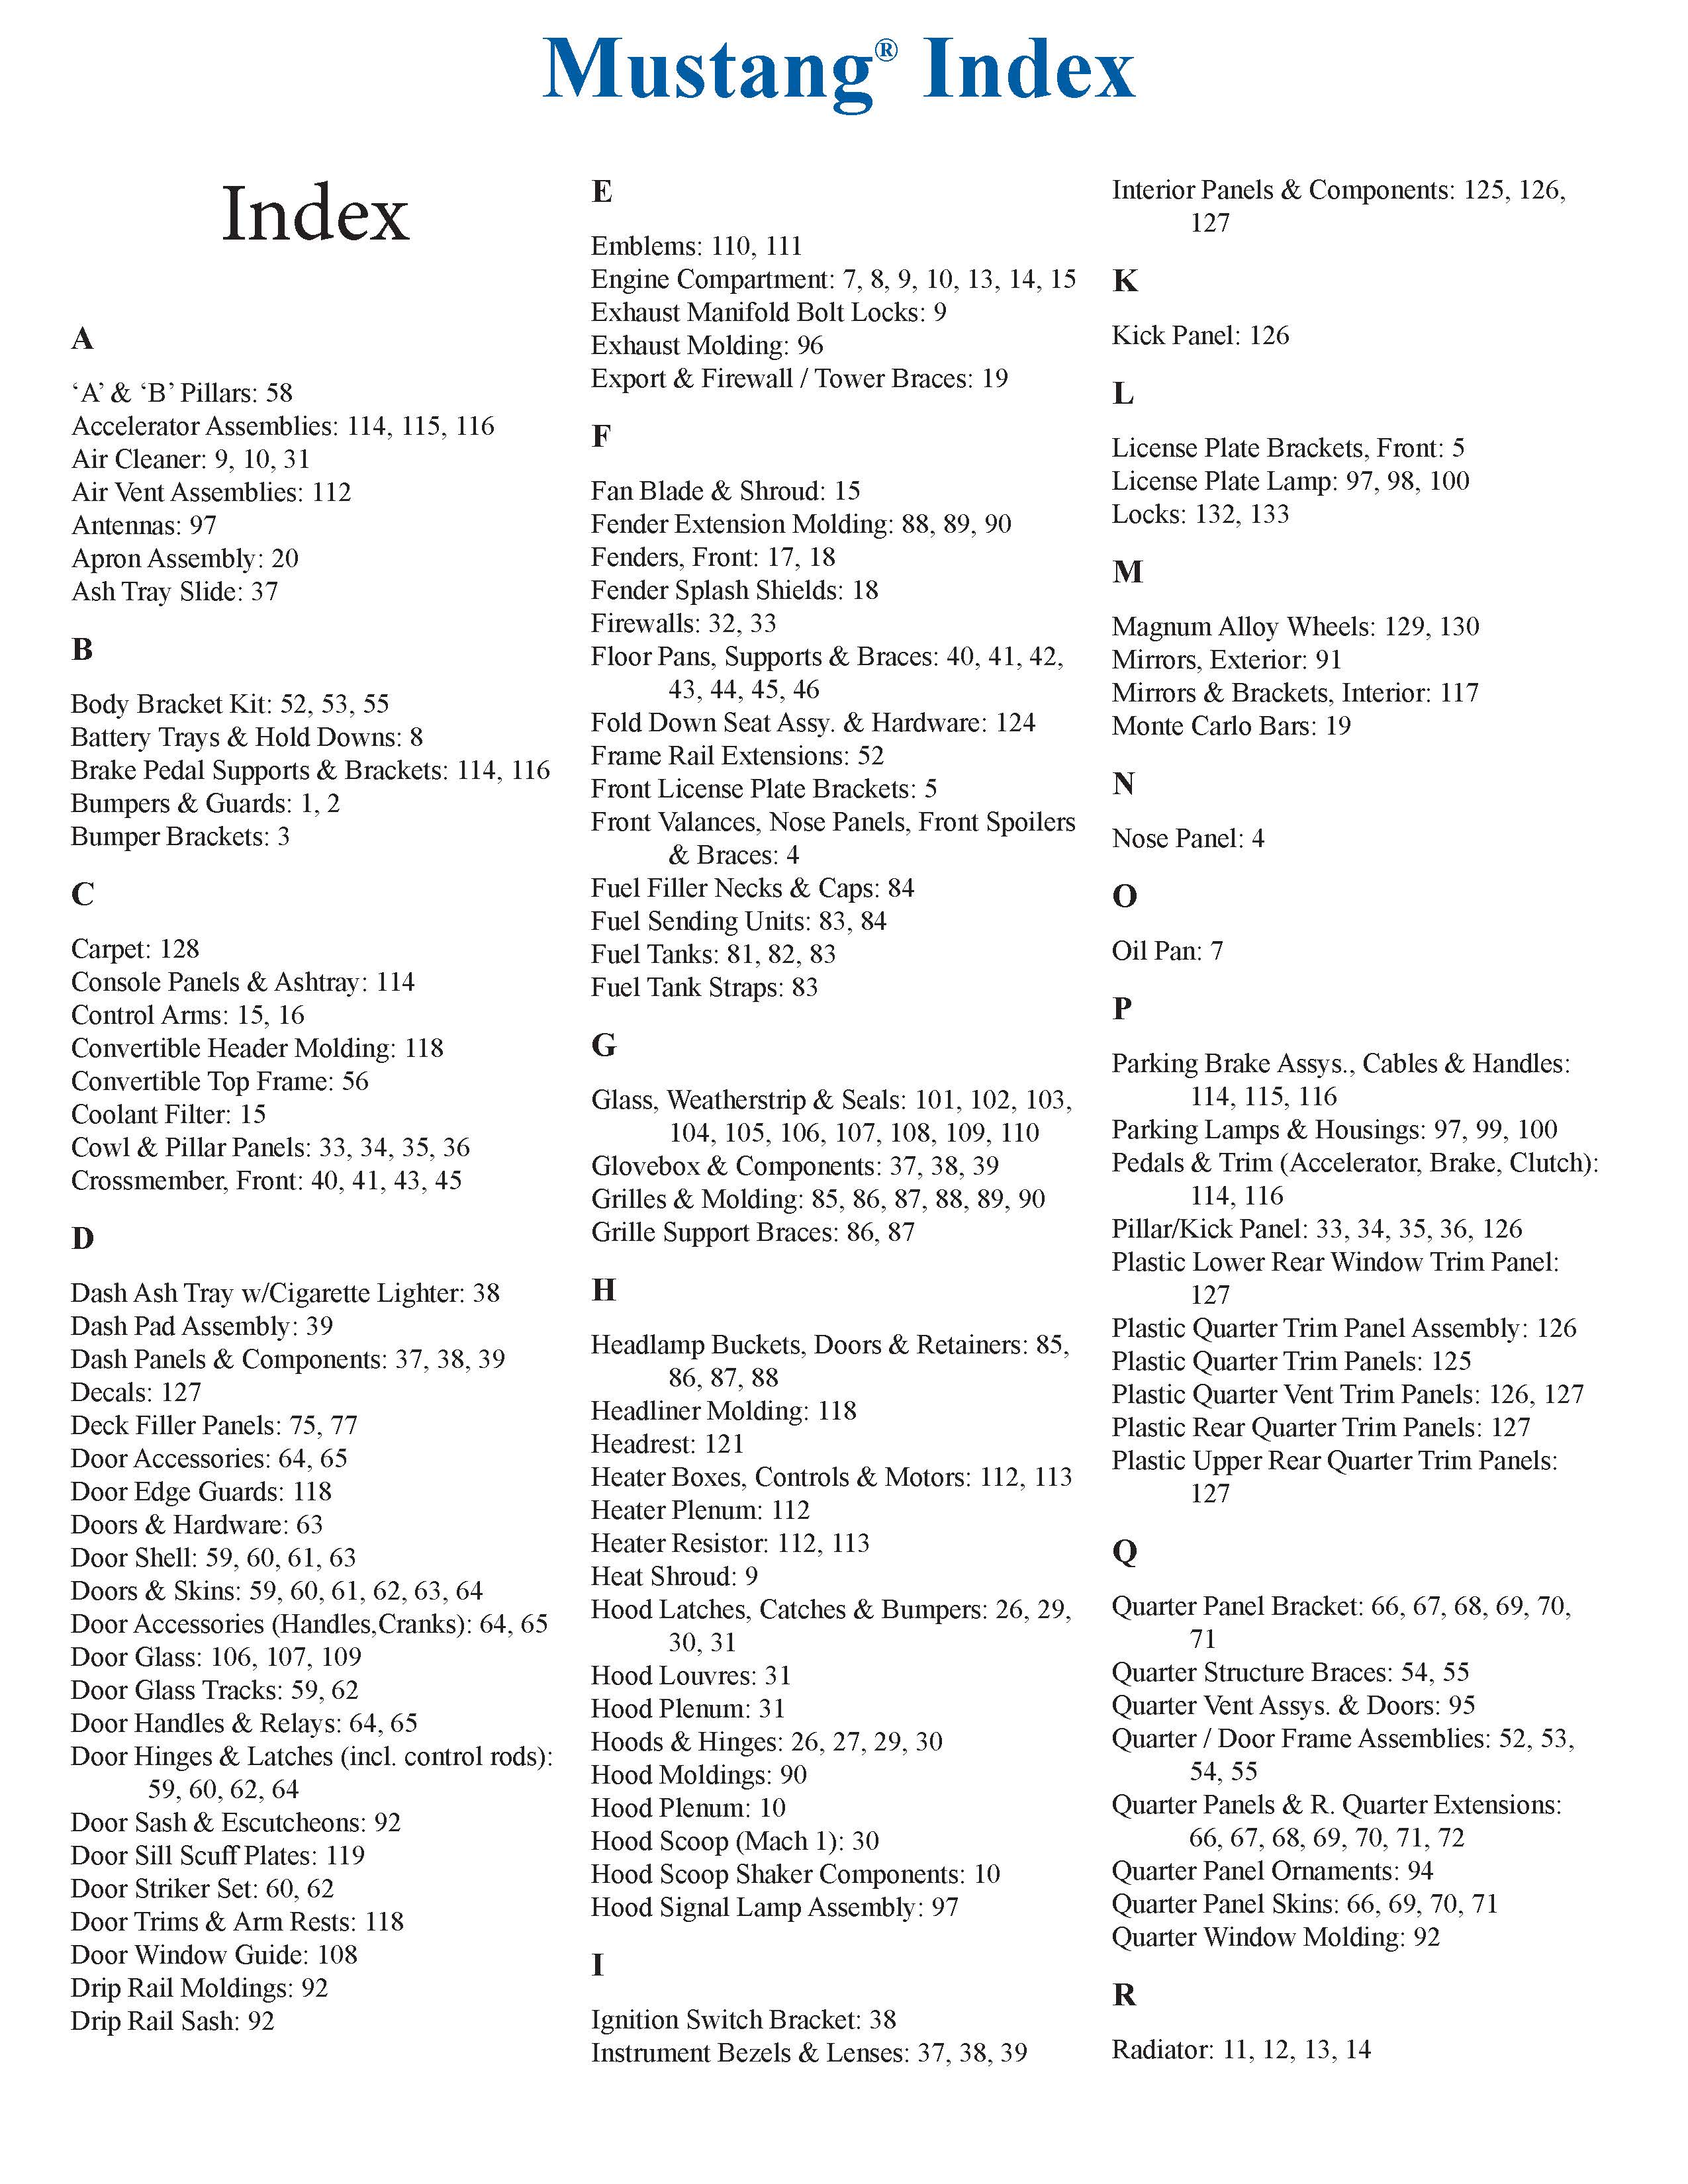 Mustang® Index
Index
A
‘A’ & ‘B’ Pillars: 58
Accelerator Assemblies: 114, 115, 116
Air Cleaner: 9, 10, 31
Air Vent Assemblies: 112
Antennas: 97
Apron Assembly: 20
Ash Tray Slide: 37
B
Body Bracket Kit: 52, 53, 55
Battery Trays & Hold Downs: 8
Brake Pedal Supports & Brackets: 114, 116
Bumpers & Guards: 1, 2
Bumper Brackets: 3
C
Carpet: 128
Console Panels & Ashtray: 114
Control Arms: 15, 16
Convertible Header Molding: 118
Convertible Top Frame: 56
Coolant Filter: 15
Cowl & Pillar Panels: 33, 34, 35, 36
Crossmember, Front: 40, 41, 43, 45
D
Dash Ash Tray w/Cigarette Lighter: 38
Dash Pad Assembly: 39
Dash Panels & Components: 37, 38, 39
Decals: 127
Deck Filler Panels: 75, 77
Door Accessories: 64, 65
Door Edge Guards: 118
Doors & Hardware: 63
Door Shell: 59, 60, 61, 63
Doors & Skins: 59, 60, 61, 62, 63, 64
Door Accessories (Handles,Cranks): 64, 65
Door Glass: 106, 107, 109
Door Glass Tracks: 59, 62
Door Handles & Relays: 64, 65
Door Hinges & Latches (incl. control rods):
59, 60, 62, 64
Door Sash & Escutcheons: 92
Door Sill Scuff Plates: 119
Door Striker Set: 60, 62
Door Trims & Arm Rests: 118
Door Window Guide: 108
Drip Rail Moldings: 92
Drip Rail Sash: 92
E
Emblems: 110, 111
Engine Compartment: 7, 8, 9, 10, 13, 14, 15
Exhaust Manifold Bolt Locks: 9
Exhaust Molding: 96
Export & Firewall / Tower Braces: 19
F
Fan Blade & Shroud: 15
Fender Extension Molding: 88, 89, 90
Fenders, Front: 17, 18
Fender Splash Shields: 18
Firewalls: 32, 33
Floor Pans, Supports & Braces: 40, 41, 42,
43, 44, 45, 46
Fold Down Seat Assy. & Hardware: 124
Frame Rail Extensions: 52
Front License Plate Brackets: 5
Front Valances, Nose Panels, Front Spoilers
& Braces: 4
Fuel Filler Necks & Caps: 84
Fuel Sending Units: 83, 84
Fuel Tanks: 81, 82, 83
Fuel Tank Straps: 83
G
Glass, Weatherstrip & Seals: 101, 102, 103,
104, 105, 106, 107, 108, 109, 110
Glovebox & Components: 37, 38, 39
Grilles & Molding: 85, 86, 87, 88, 89, 90
Grille Support Braces: 86, 87
H
Headlamp Buckets, Doors & Retainers: 85,
86, 87, 88
Headliner Molding: 118
Headrest: 121
Heater Boxes, Controls & Motors: 112, 113
Heater Plenum: 112
Heater Resistor: 112, 113
Heat Shroud: 9
Hood Latches, Catches & Bumpers: 26, 29,
30, 31
Hood Louvres: 31
Hood Plenum: 31
Hoods & Hinges: 26, 27, 29, 30
Hood Moldings: 90
Hood Plenum: 10
Hood Scoop (Mach 1): 30
Hood Scoop Shaker Components: 10
Hood Signal Lamp Assembly: 97
I
Ignition Switch Bracket: 38
Instrument Bezels & Lenses: 37, 38, 39
Interior Panels & Components: 125, 126,
127
K
Kick Panel: 126
L
License Plate Brackets, Front: 5
License Plate Lamp: 97, 98, 100
Locks: 132, 133
M
Magnum Alloy Wheels: 129, 130
Mirrors, Exterior: 91
Mirrors & Brackets, Interior: 117
Monte Carlo Bars: 19
N
Nose Panel: 4
O
Oil Pan: 7
P
Parking Brake Assys., Cables & Handles:
114, 115, 116
Parking Lamps & Housings: 97, 99, 100
Pedals & Trim (Accelerator, Brake, Clutch):
114, 116
Pillar/Kick Panel: 33, 34, 35, 36, 126
Plastic Lower Rear Window Trim Panel:
127
Plastic Quarter Trim Panel Assembly: 126
Plastic Quarter Trim Panels: 125
Plastic Quarter Vent Trim Panels: 126, 127
Plastic Rear Quarter Trim Panels: 127
Plastic Upper Rear Quarter Trim Panels:
127
Q
Quarter Panel Bracket: 66, 67, 68, 69, 70,
71
Quarter Structure Braces: 54, 55
Quarter Vent Assys. & Doors: 95
Quarter / Door Frame Assemblies: 52, 53,
54, 55
Quarter Panels & R. Quarter Extensions:
66, 67, 68, 69, 70, 71, 72
Quarter Panel Ornaments: 94
Quarter Panel Skins: 66, 69, 70, 71
Quarter Window Molding: 92
R
Radiator: 11, 12, 13, 14